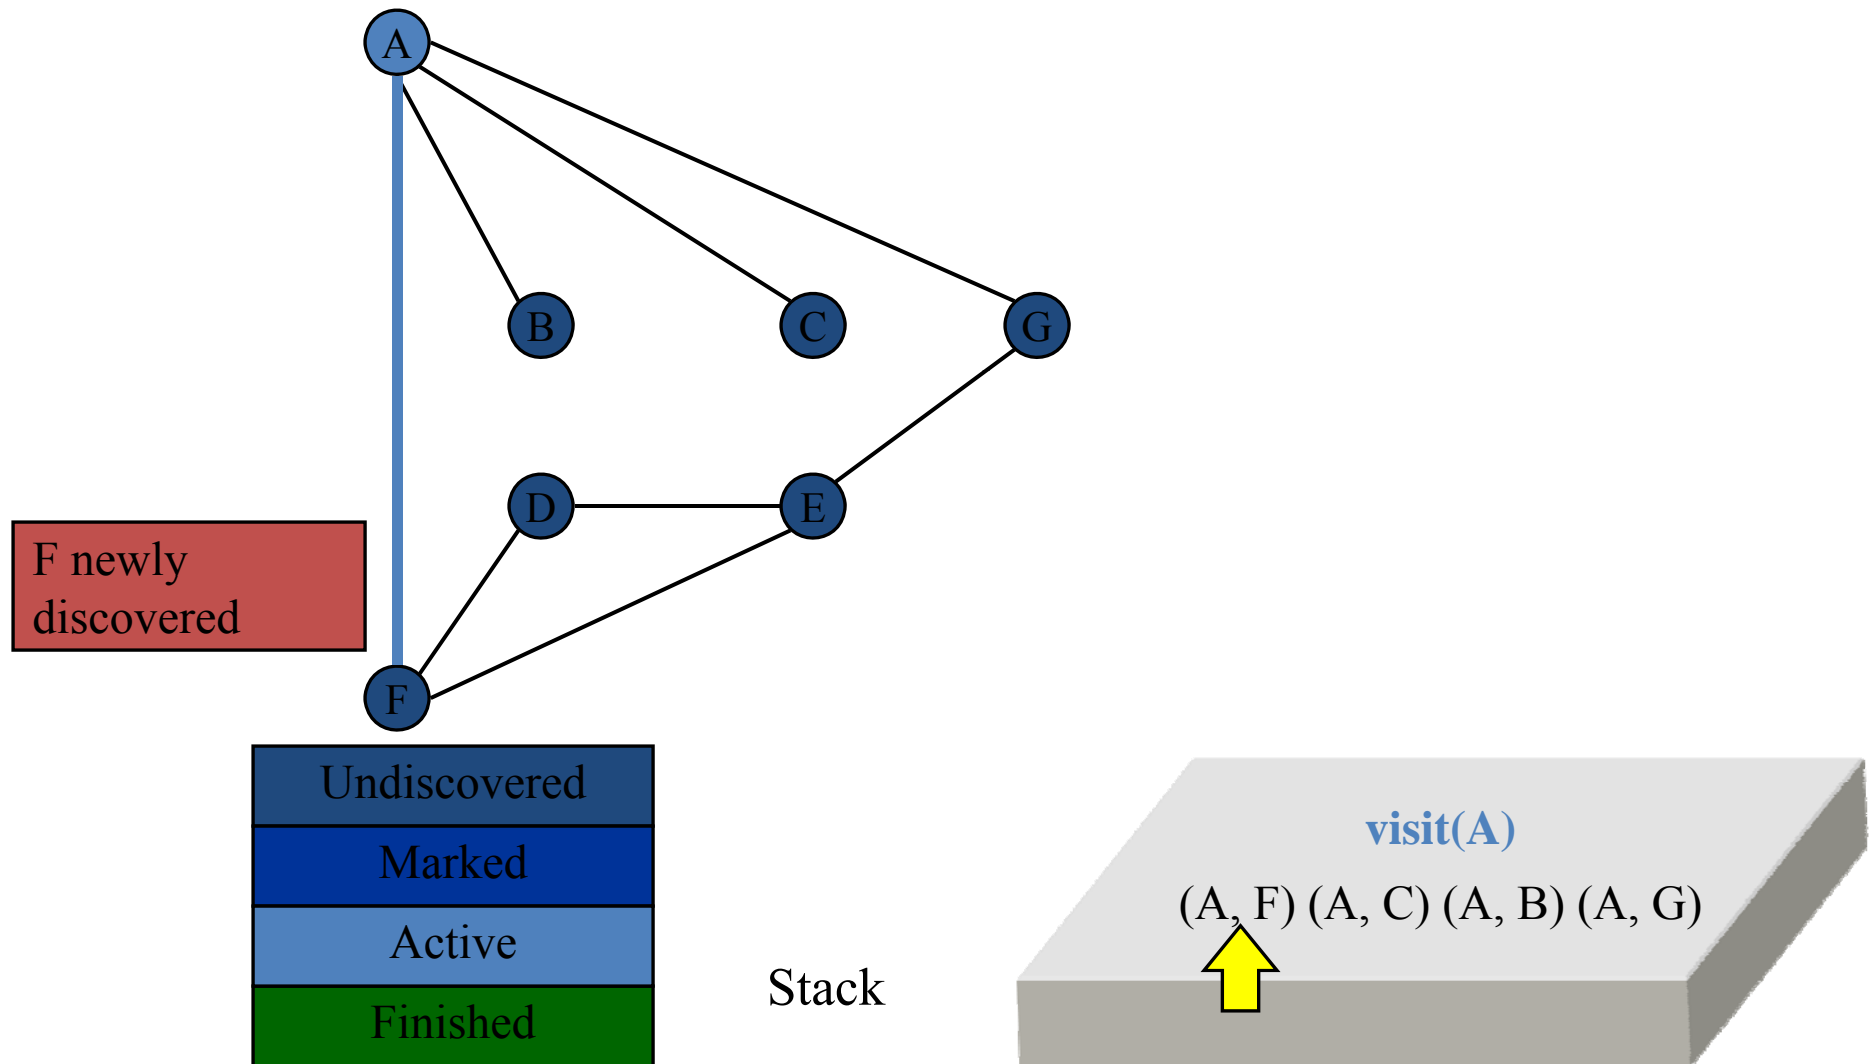 A
B
C
G
D
E
F newly
discovered
F
Undiscovered
Marked
Active
Finished
Stack
visit(A)
(A, F) (A, C) (A, B) (A, G)